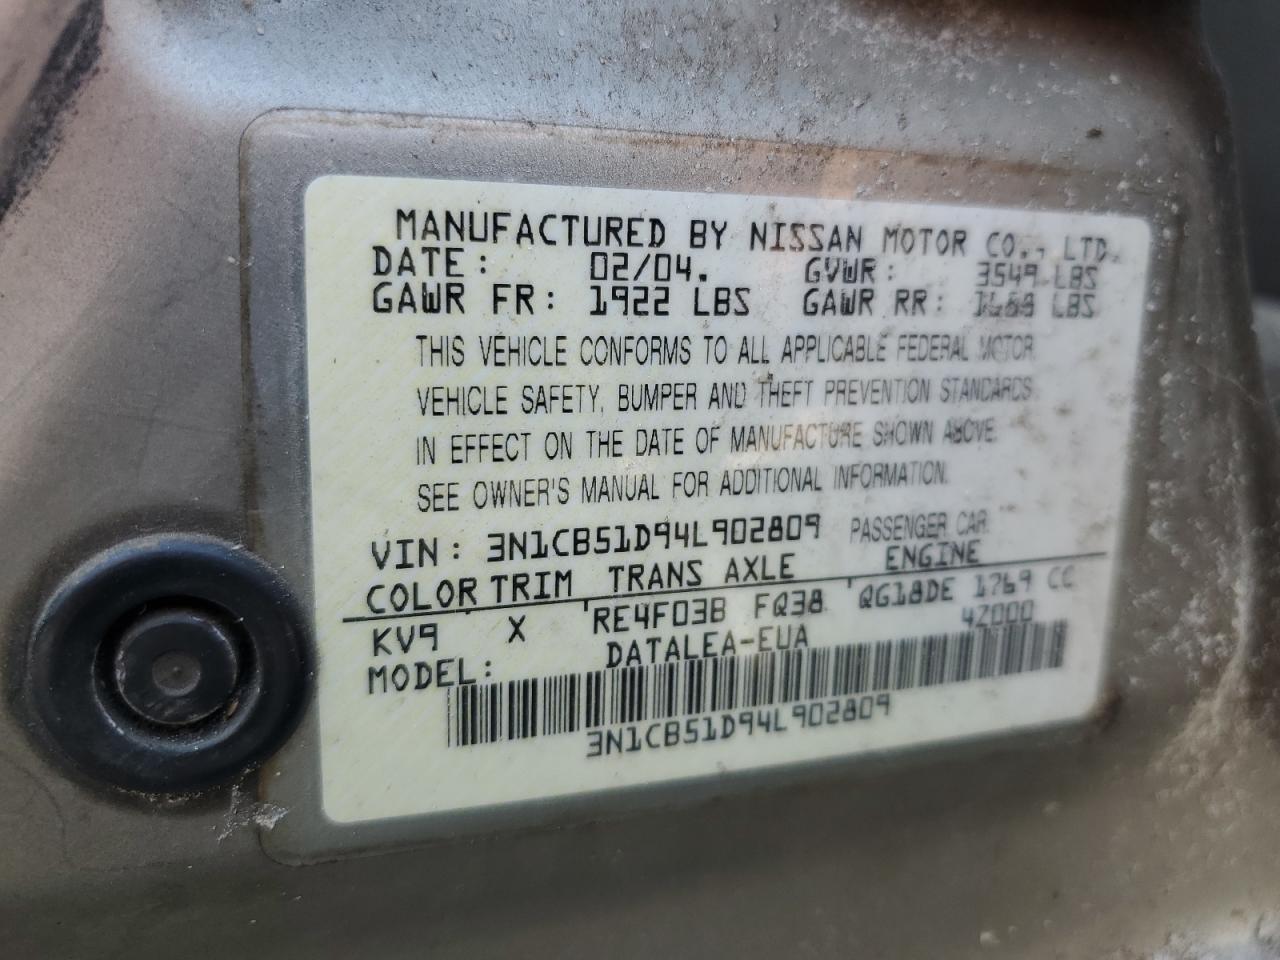 MANUFACTURED BY NISSAN MOTOR CO., LTD.
DATE: 02/04. GVWR: 3549 LBS
GAWR FR: 1922 LBS GAWR RR: LBS
THIS VEHICLE CONFORMS TO ALL APPLICABLE FEDERAL MOTOR
VEHICLE SAFETY, BUMPER AND THEFT PREVENTION STANDARDS
IN EFFECT ON THE DATE OF MANUFACTURE SHOWN ABOVE.
SEE OWNER'S MANUAL FOR ADDITIONAL INFORMATION.
VIN: 3N1CB51D94L902809 PASSENGER CAR
COLOR TRIM TRANS AXLE ENGINE
KV9 X RE4F03B FQ38 QG18DE 1769 CC
MODEL: DATALEA-EUA 42000
3N1CB51D94L902809